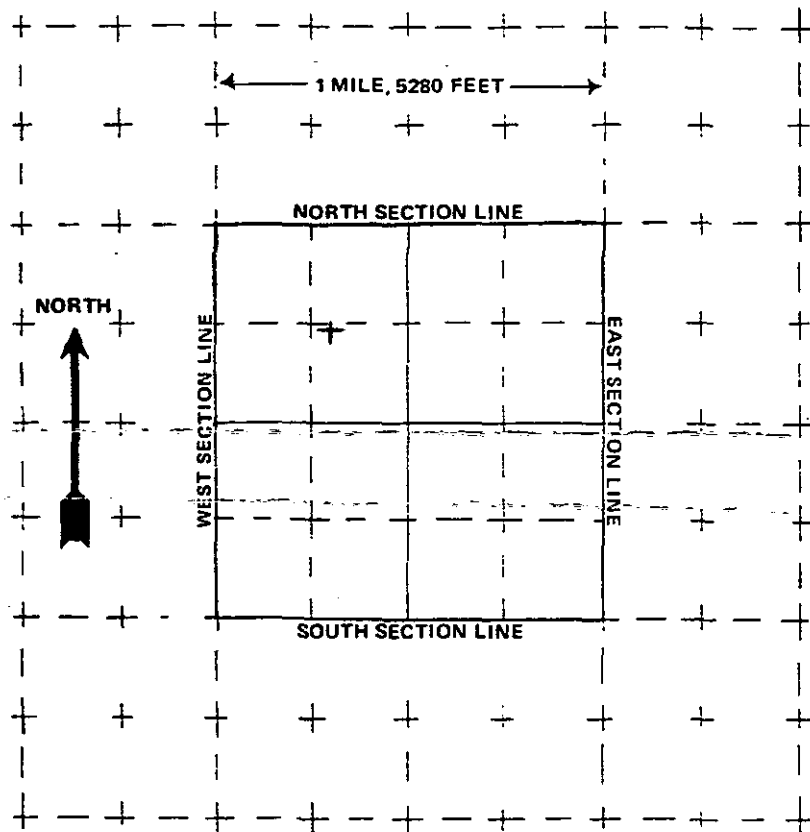 1 MILE, 5280 FEET
NORTH SECTION LINE
NORTH
WEST SECTION LINE
EAST SECTION LINE
SOUTH SECTION LINE